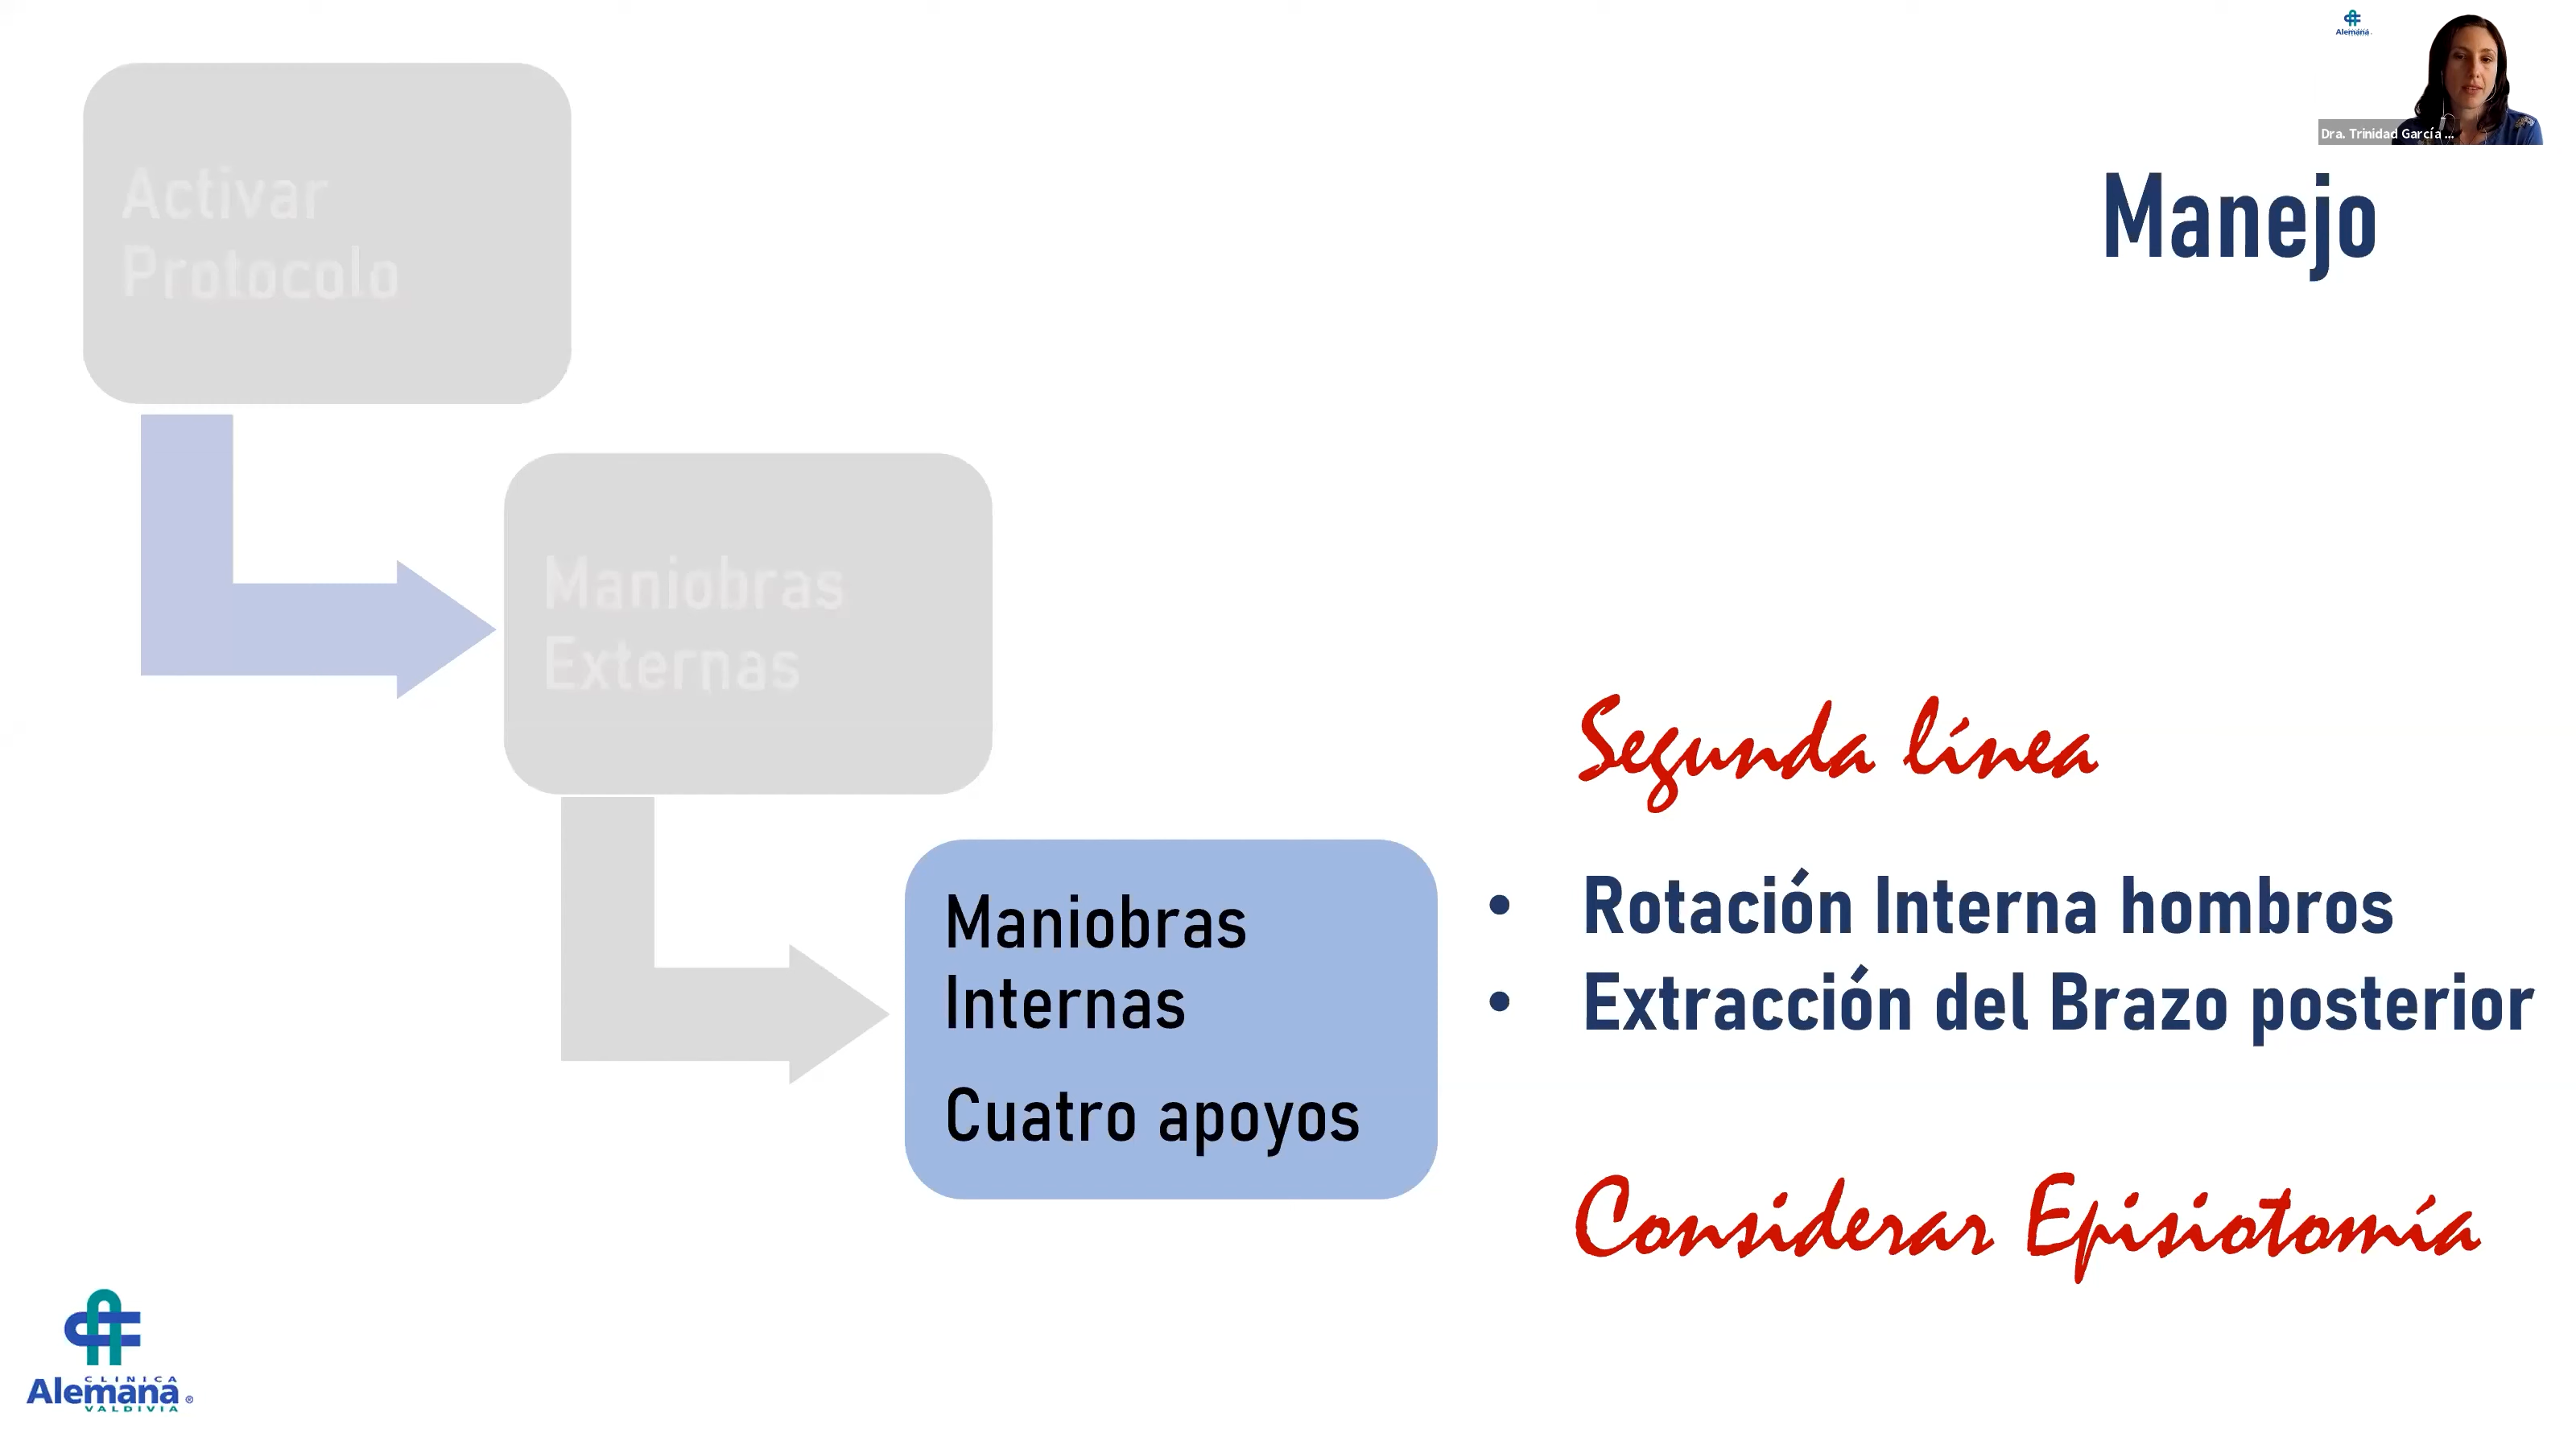 Alemana
Dra. Trinidad García ...
Manejo
Activar
Protocolo
Maniobras
Externas
Segunda línea
Maniobras
Internas
Cuatro apoyos
• Rotación Interna hombros
• Extracción del Brazo posterior
Considerar Episiotomía
CLINICA
Alemana ®
VALDIVIA